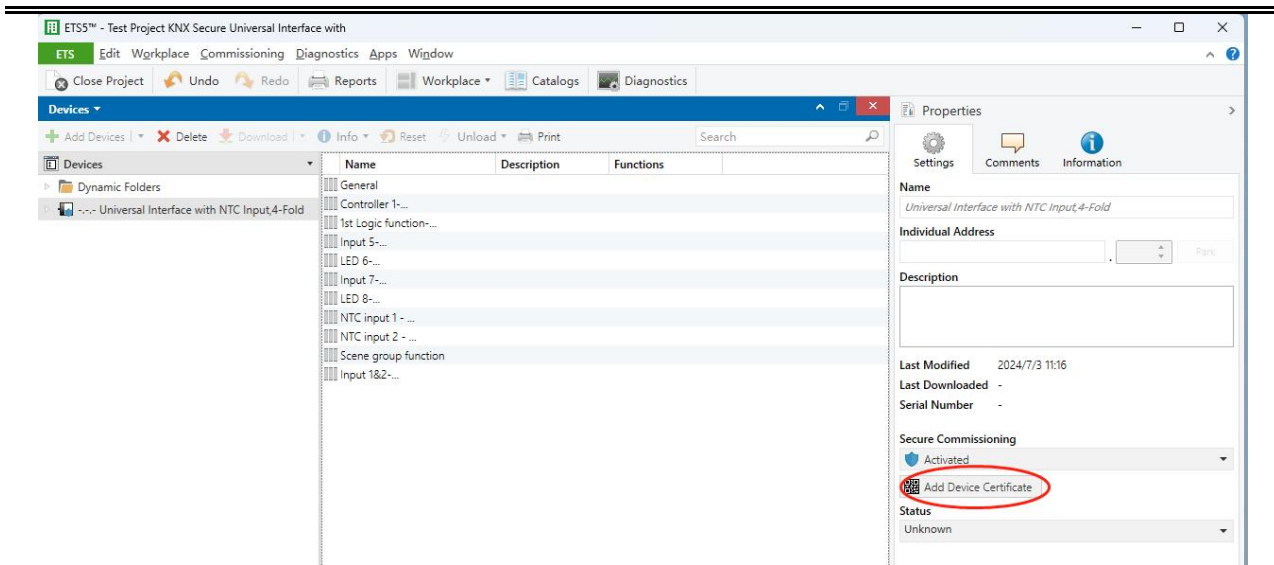 ETS5™ - Test Project KNX Secure Universal Interface with
ETS Edit Workplace Commissioning Diagnostics Apps Window
Close Project Undo Redo Reports Workplace Catalogs Diagnostics
Devices
Add Devices Delete Download Info Reset Unload Print Search
Devices
Dynamic Folders
-.-.- Universal Interface with NTC Input,4-Fold
Name Description Functions
General
Controller 1-...
1st Logic function-...
Input 5-...
LED 6-...
Input 7-...
LED 8-...
NTC input 1 - ...
NTC input 2 - ...
Scene group function
Input 1&2-...
Properties
Settings Comments Information
Name
Universal Interface with NTC Input,4-Fold
Individual Address
. Park
Description
Last Modified 2024/7/3 11:16
Last Downloaded -
Serial Number -
Secure Commissioning
Activated
Add Device Certificate
Status
Unknown